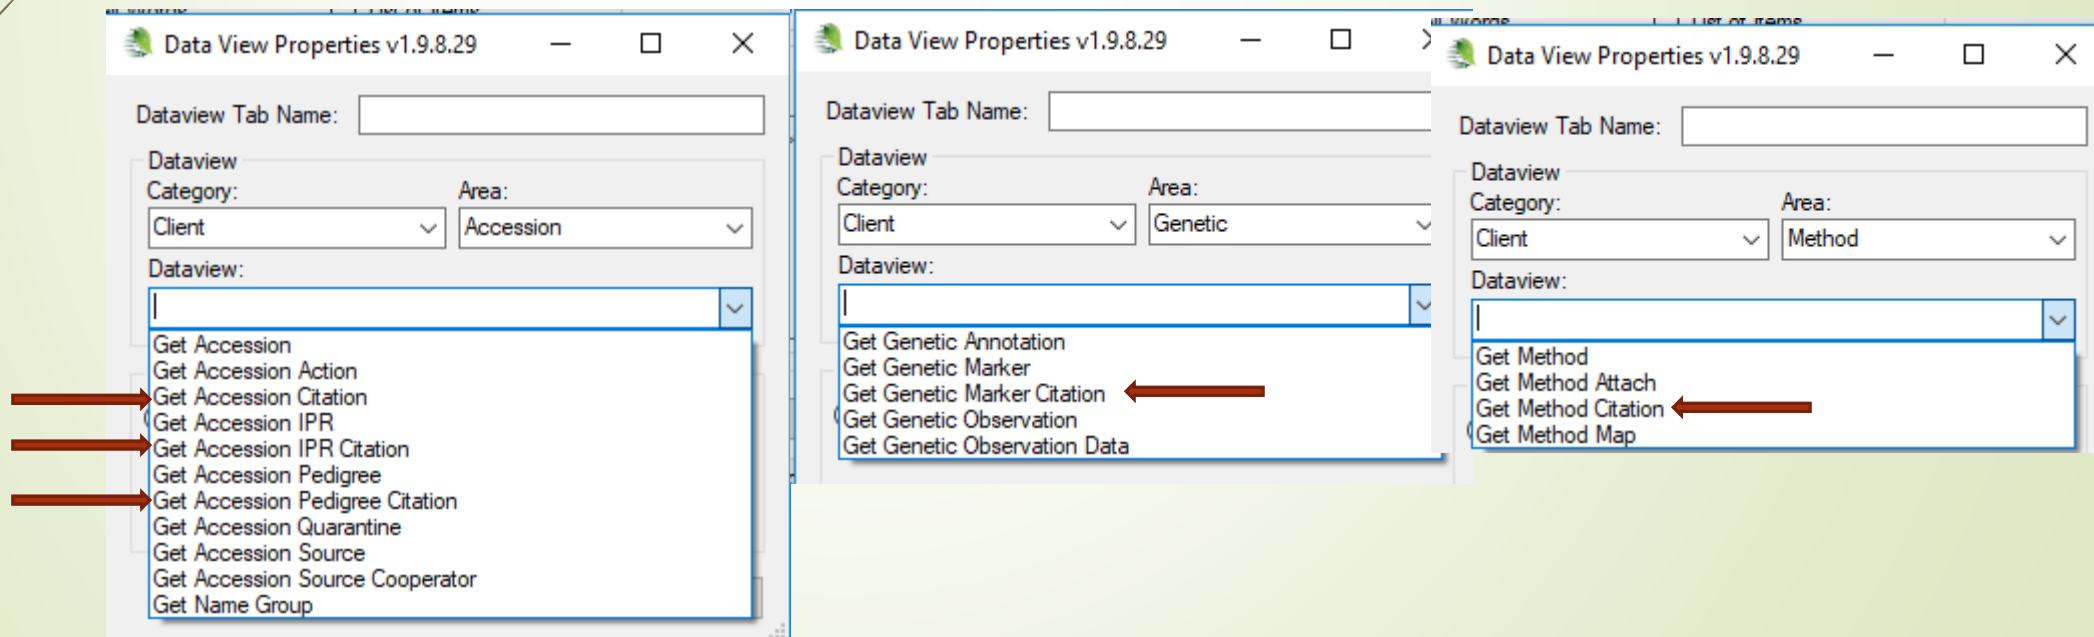 Data View Properties v1.9.8.29
Dataview Tab Name:
Dataview
Category:
Area:
Client
Accession
Dataview:
Get Accession
Get Accession Action
Get Accession Citation
Get Accession IPR
Get Accession IPR Citation
Get Accession Pedigree
Get Accession Pedigree Citation
Get Accession Quarantine
Get Accession Source
Get Accession Source Cooperator
Get Name Group
Data View Properties v1.9.8.29
Dataview Tab Name:
Dataview
Category:
Area:
Client
Genetic
Dataview:
Get Genetic Annotation
Get Genetic Marker
Get Genetic Marker Citation
Get Genetic Observation
Get Genetic Observation Data
Words
List of Items
Data View Properties v1.9.8.29
Dataview Tab Name:
Dataview
Category:
Area:
Client
Method
Dataview:
Get Method
Get Method Attach
Get Method Citation
Get Method Map